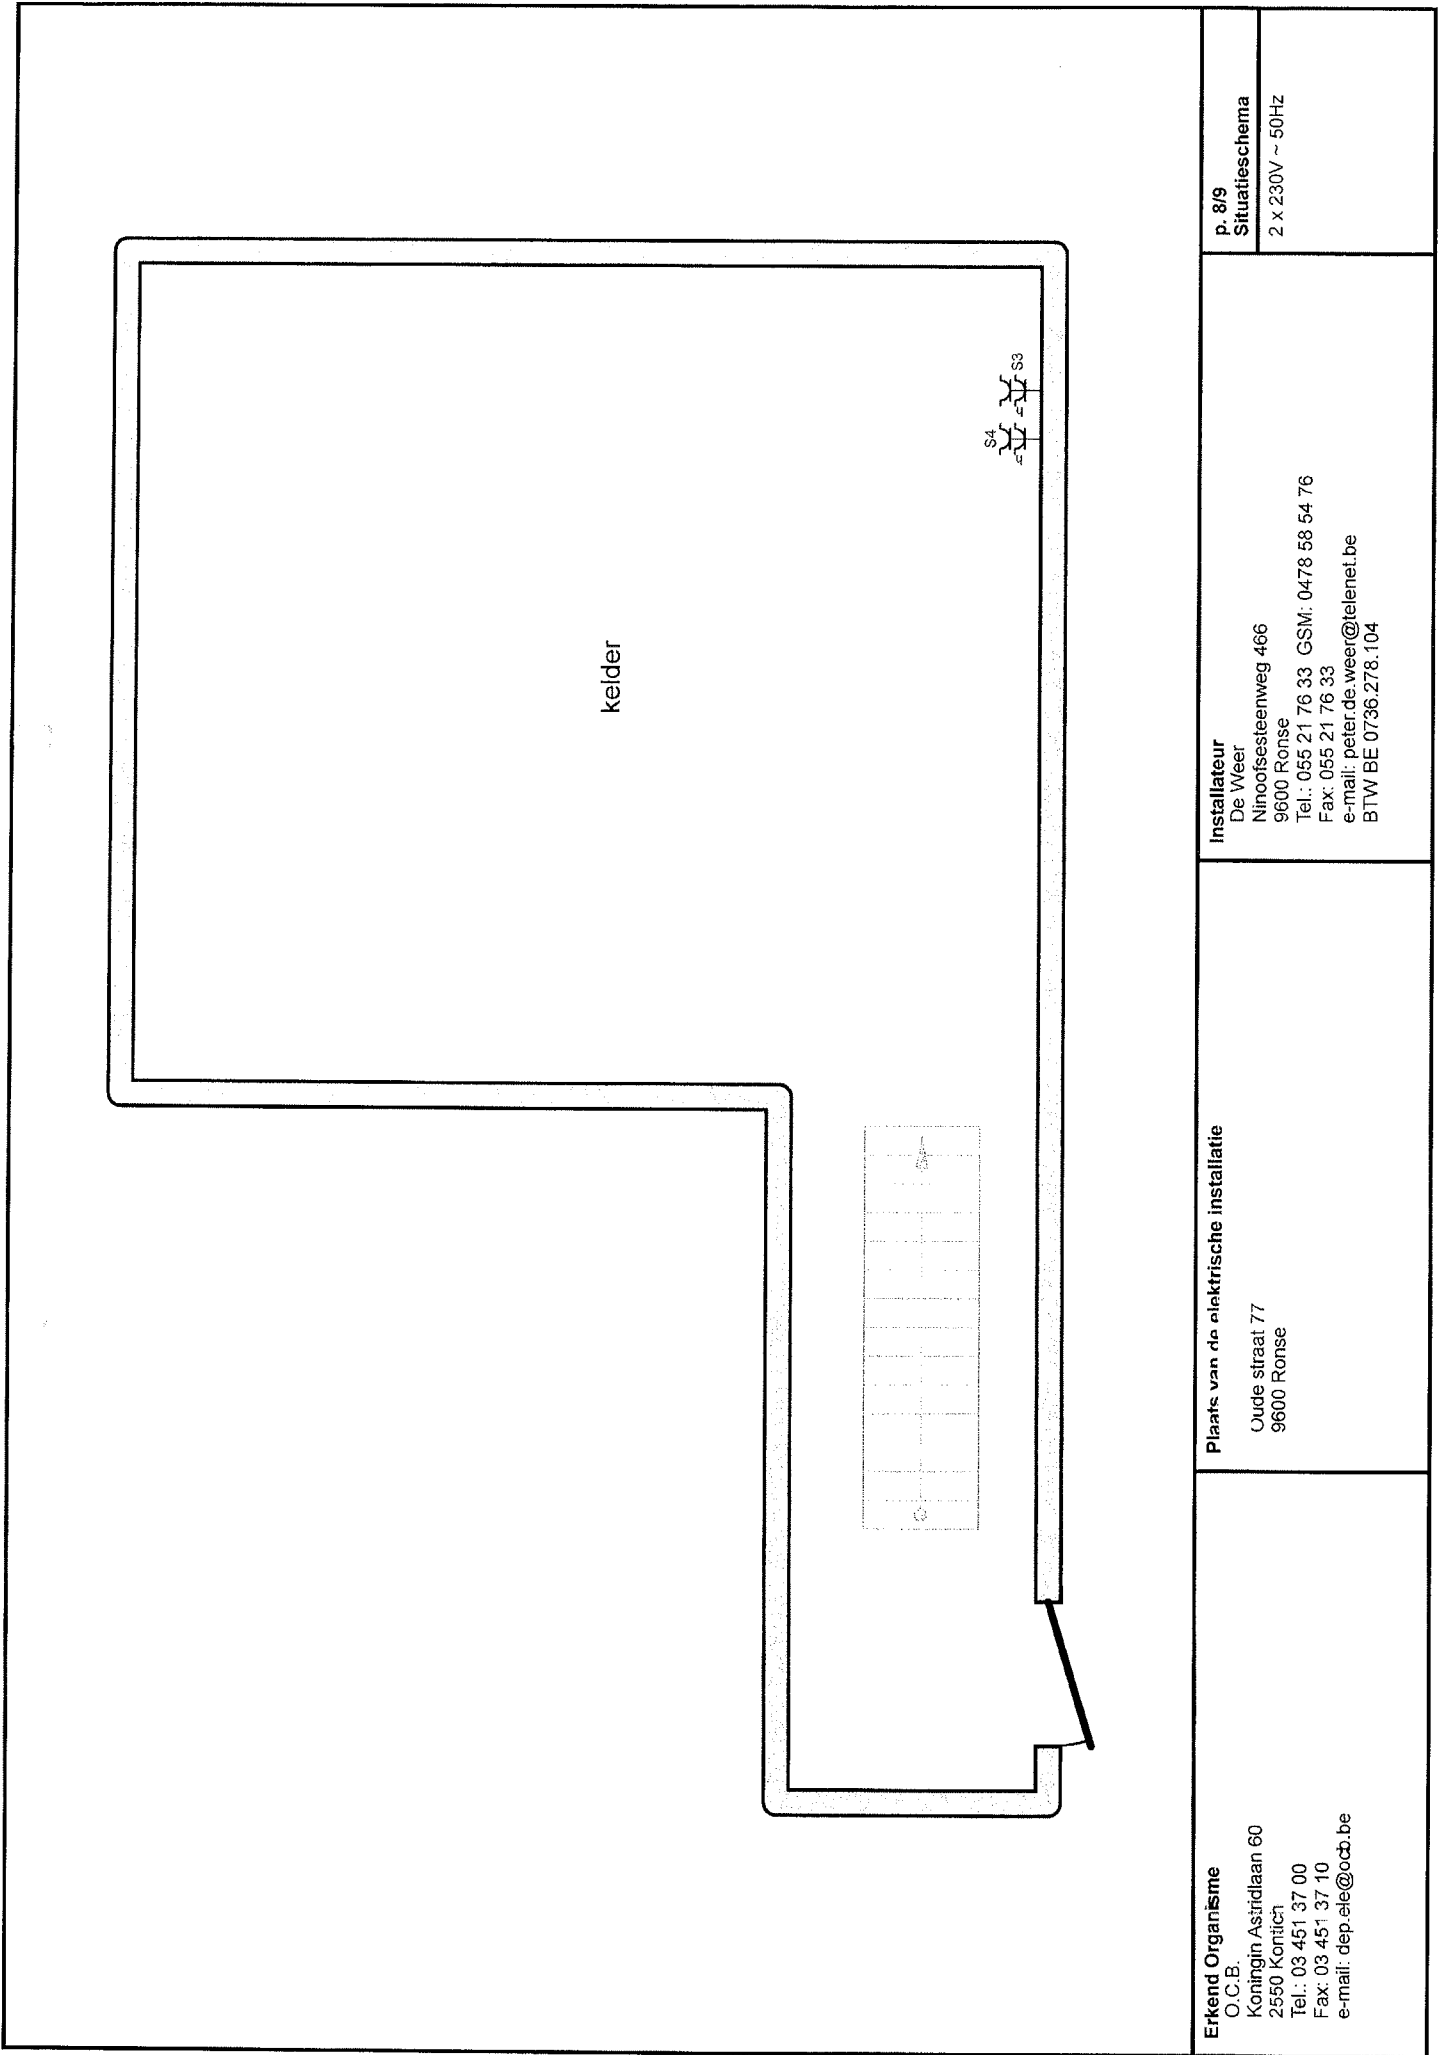 kelder
S4
S3
Erkend Organisme
O.C.B.
Koningin Astridlaan 60
2550 Kontich
Tel.: 03 451 37 00
Fax: 03 451 37 10
e-mail: dep.ele@ocb.be
Plaats van de elektrische installatie
Oude straat 77
9600 Ronse
Installateur
De Weer
Ninoofsesteenweg 466
9600 Ronse
Tel.: 055 21 76 33 GSM: 0478 58 54 76
Fax: 055 21 76 33
e-mail: peter.de.weer@telenet.be
BTW BE 0736.278.104
p. 8/9
Situatieschema
2 x 230V ~ 50Hz